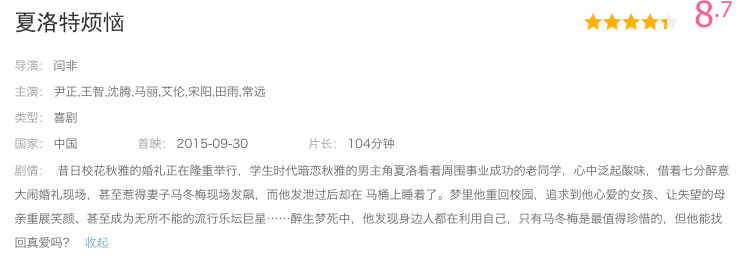 夏洛特烦恼
8.7
导演： 闫非
主演： 尹正,王智,沈腾,马丽,艾伦,宋阳,田雨,常远
类型： 喜剧
国家： 中国 首映： 2015-09-30 片长： 104分钟
剧情： 昔日校花秋雅的婚礼正在隆重举行，学生时代暗恋秋雅的男主角夏洛看着周围事业成功的老同学，心中泛起酸味，借着七分醉意
大闹婚礼现场，甚至惹得妻子马冬梅现场发飙，而他发泄过后却在 马桶上睡着了。梦里他重回校园，追求到他心爱的女孩、让失望的母
亲重展笑颜、甚至成为无所不能的流行乐坛巨星……醉生梦死中，他发现身边人都在利用自己，只有马冬梅是最值得珍惜的，但他能找
回真爱吗？ 收起